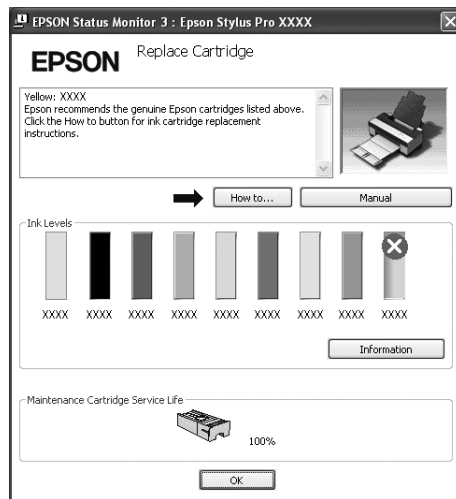 EPSON Status Monitor 3 : Epson Stylus Pro XXXX
EPSON
Replace Cartridge
Yellow: XXXX
Epson recommends the genuine Epson cartridges listed above.
Click the How to button for ink cartridge replacement
instructions.
How to...
Manual
Ink Levels
XXXX XXXX XXXX XXXX XXXX XXXX XXXX XXXX XXXX
Information
Maintenance Cartridge Service Life
100%
OK